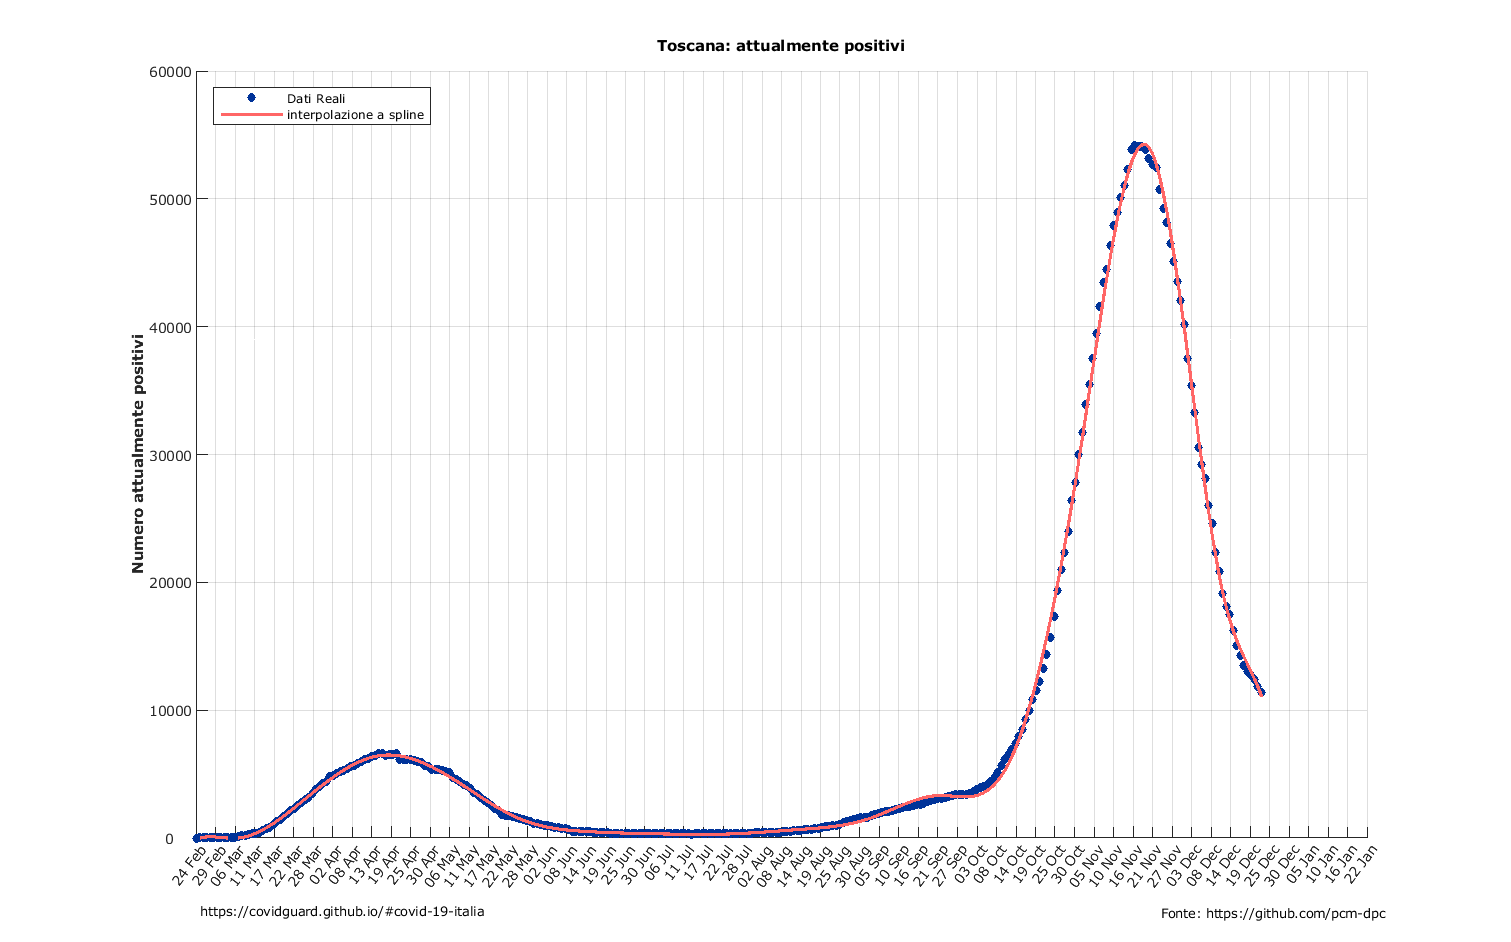 Toscana: attualmente positivi
60000
50000
40000
30000
20000
10000
0
Numero attualmente positivi
Dati Reali
interpolazione a spline
24 Feb
29 Feb
06 Mar
11 Mar
17 Mar
22 Mar
28 Mar
02 Apr
08 Apr
13 Apr
19 Apr
25 Apr
30 Apr
06 May
11 May
17 May
22 May
28 May
02 Jun
08 Jun
14 Jun
19 Jun
25 Jun
30 Jun
06 Jul
11 Jul
17 Jul
22 Jul
28 Jul
02 Aug
08 Aug
14 Aug
19 Aug
25 Aug
30 Aug
05 Sep
10 Sep
16 Sep
21 Sep
27 Sep
03 Oct
08 Oct
14 Oct
19 Oct
25 Oct
30 Oct
05 Nov
10 Nov
16 Nov
21 Nov
27 Nov
03 Dec
08 Dec
14 Dec
19 Dec
25 Dec
30 Dec
05 Jan
10 Jan
16 Jan
22 Jan
https://covidguard.github.io/#covid-19-italia
Fonte: https://github.com/pcm-dpc